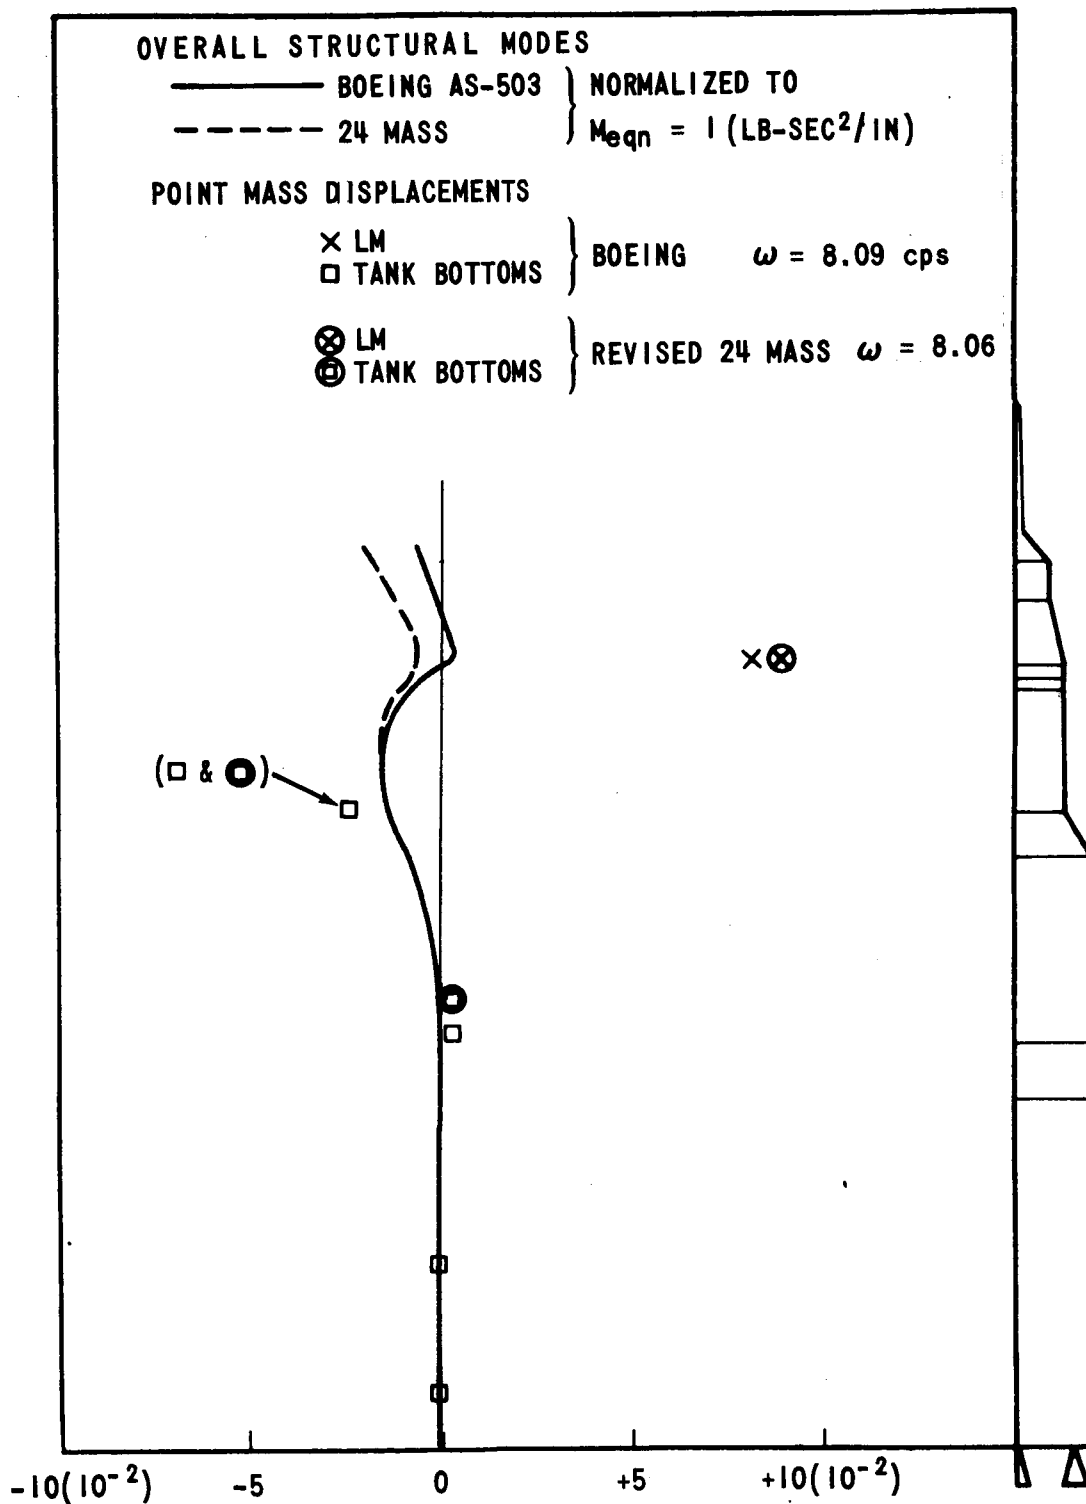 OVERALL STRUCTURAL MODES
BOEING AS-503
24 MASS
NORMALIZED TO
Meqn = 1 (LB-SEC²/IN)
POINT MASS DISPLACEMENTS
× LM
□ TANK BOTTOMS
BOEING ω = 8.09 cps
⊗ LM
TANK BOTTOMS
REVISED 24 MASS ω = 8.06
(□ & )
-10(10⁻²) -5 0 +5 +10(10⁻²)